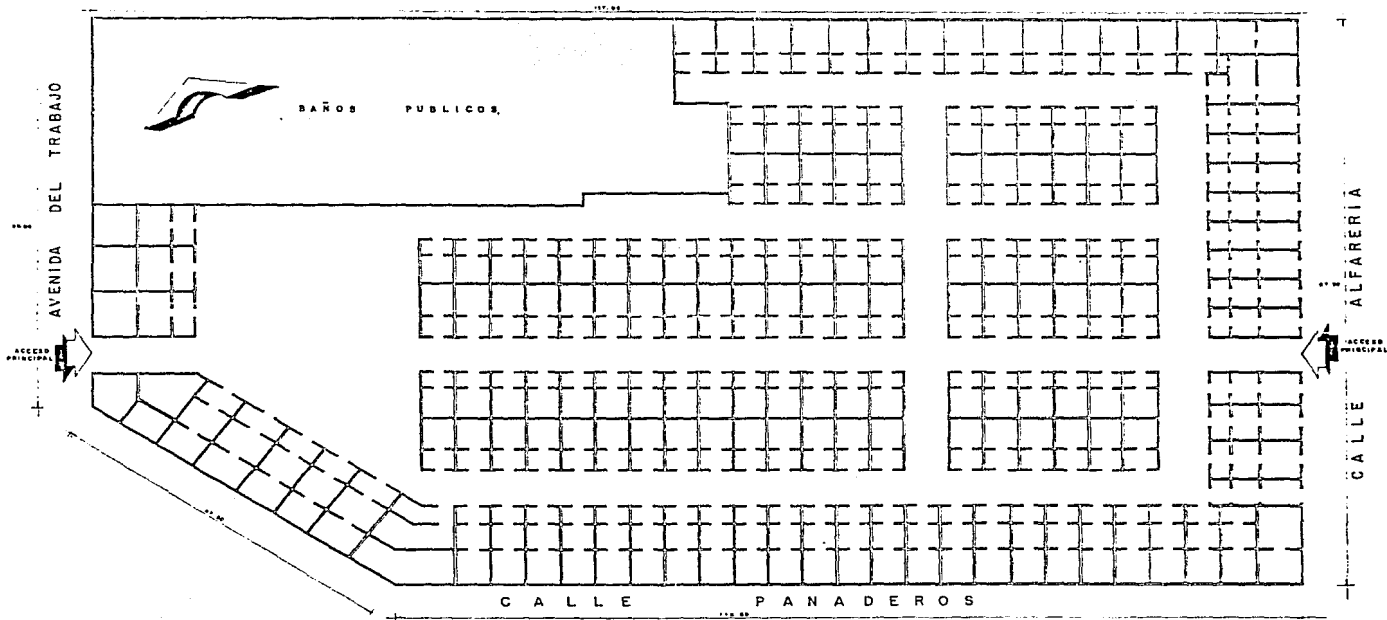 BAÑOS PUBLICOS,
AVENIDA DEL TRABAJO
ACCESO
PRINCIPAL
CALLE ALFARERIA
ACCESO
PRINCIPAL
CALLE PANADEROS